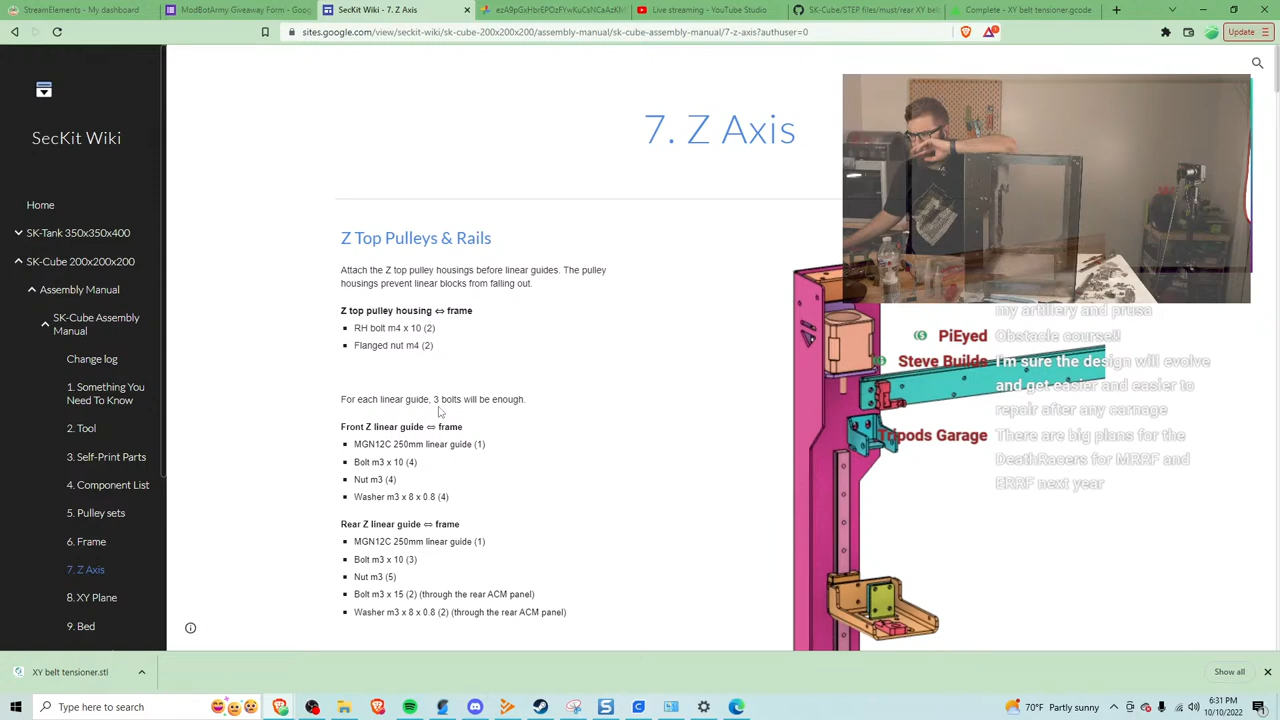 StreamElements - My Dashboard
ModBotArmy Giveaway Form - Google
SecKit Wiki - 7. Z Axis
ezA9pGxHbrEPOzFYwKuCsNCaAzKM
Live streaming - YouTube
SK-Cube/STEP files/must/rear XY bel
Complete - XY belt tensioner.gcode
sites.google.com/view/seckit-wiki/sk-cube-200x200x200/assembly-manual/sk-cube-assembly-manual/7-z-axis?authuser=0
Update
SecKit Wiki
Home
SK-Tank 350x350x400
SK-Cube 200x200x200
Assembly Manual
SK-Cube Assembly
Manual
Change log
1. Something You
Need To Know
2. Tool
3. Self-Print Parts
4. Component List
5. Pulley sets
6. Frame
7. Z Axis
8. XY Plane
9. Bed
7. Z Axis
Z Top Pulleys & Rails
Attach the Z top pulley housings before linear guides. The pulley
housings prevent linear blocks from falling out.
Z top pulley housing ⇔ frame
RH bolt m4 x 10 (2)
Flanged nut m4 (2)
For each linear guide, 3 bolts will be enough.
Front Z linear guide ⇔ frame
MGN12C 250mm linear guide (1)
Bolt m3 x 10 (4)
Nut m3 (4)
Washer m3 x 8 x 0.8 (4)
Rear Z linear guide ⇔ frame
MGN12C 250mm linear guide (1)
Bolt m3 x 10 (3)
Nut m3 (5)
Bolt m3 x 15 (2) (through the rear ACM panel)
Washer m3 x 8 x 0.8 (2) (through the rear ACM panel)
my artillery and prusa
PiEyed Obstacle course!!
Steve Builds I'm sure the design will evolve
and get easier and easier to
repair after any carnage
Tripods Garage There are big plans for the
DeathRacers for MRRF and
ERRF next year
XY belt tensioner.stl
Show all
Type here to search
70°F Partly sunny
6:31 PM
10/10/2022